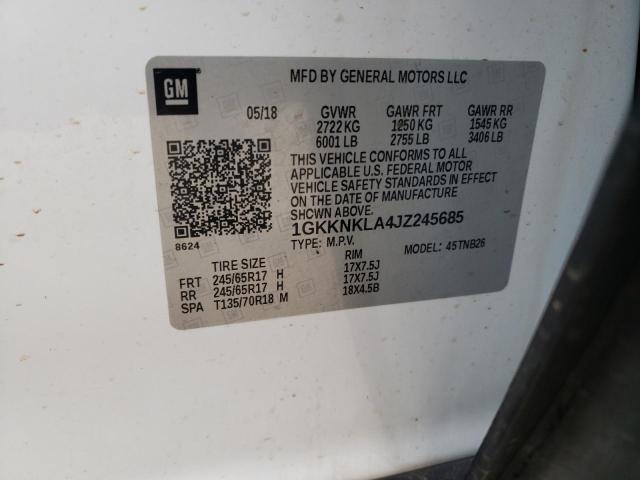 GM
MFD BY GENERAL MOTORS LLC
05/18 GVWR GAWR FRT GAWR RR
2722 KG 1250 KG 1545 KG
6001 LB 2755 LB 3406 LB
THIS VEHICLE CONFORMS TO ALL
APPLICABLE U.S. FEDERAL MOTOR
VEHICLE SAFETY STANDARDS IN EFFECT
ON THE DATE OF MANUFACTURE
SHOWN ABOVE.
1GKKNKLA4JZ245685
8624
TYPE: M.P.V. MODEL: 45TNB26
TIRE SIZE RIM
FRT 245/65R17 H 17X7.5J
RR 245/65R17 H 17X7.5J
SPA T135/70R18 M 18X4.5B